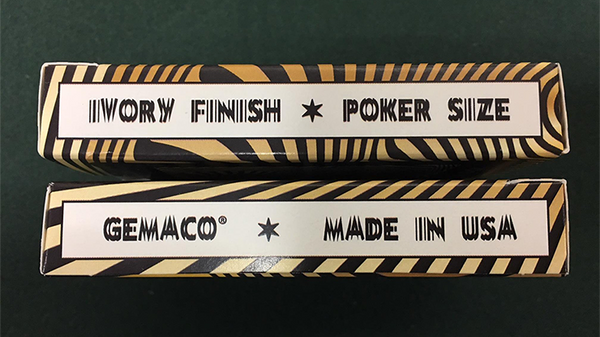 IVORY FINISH ✶ POKER SIZE
GEMACO® ✶ MADE IN USA